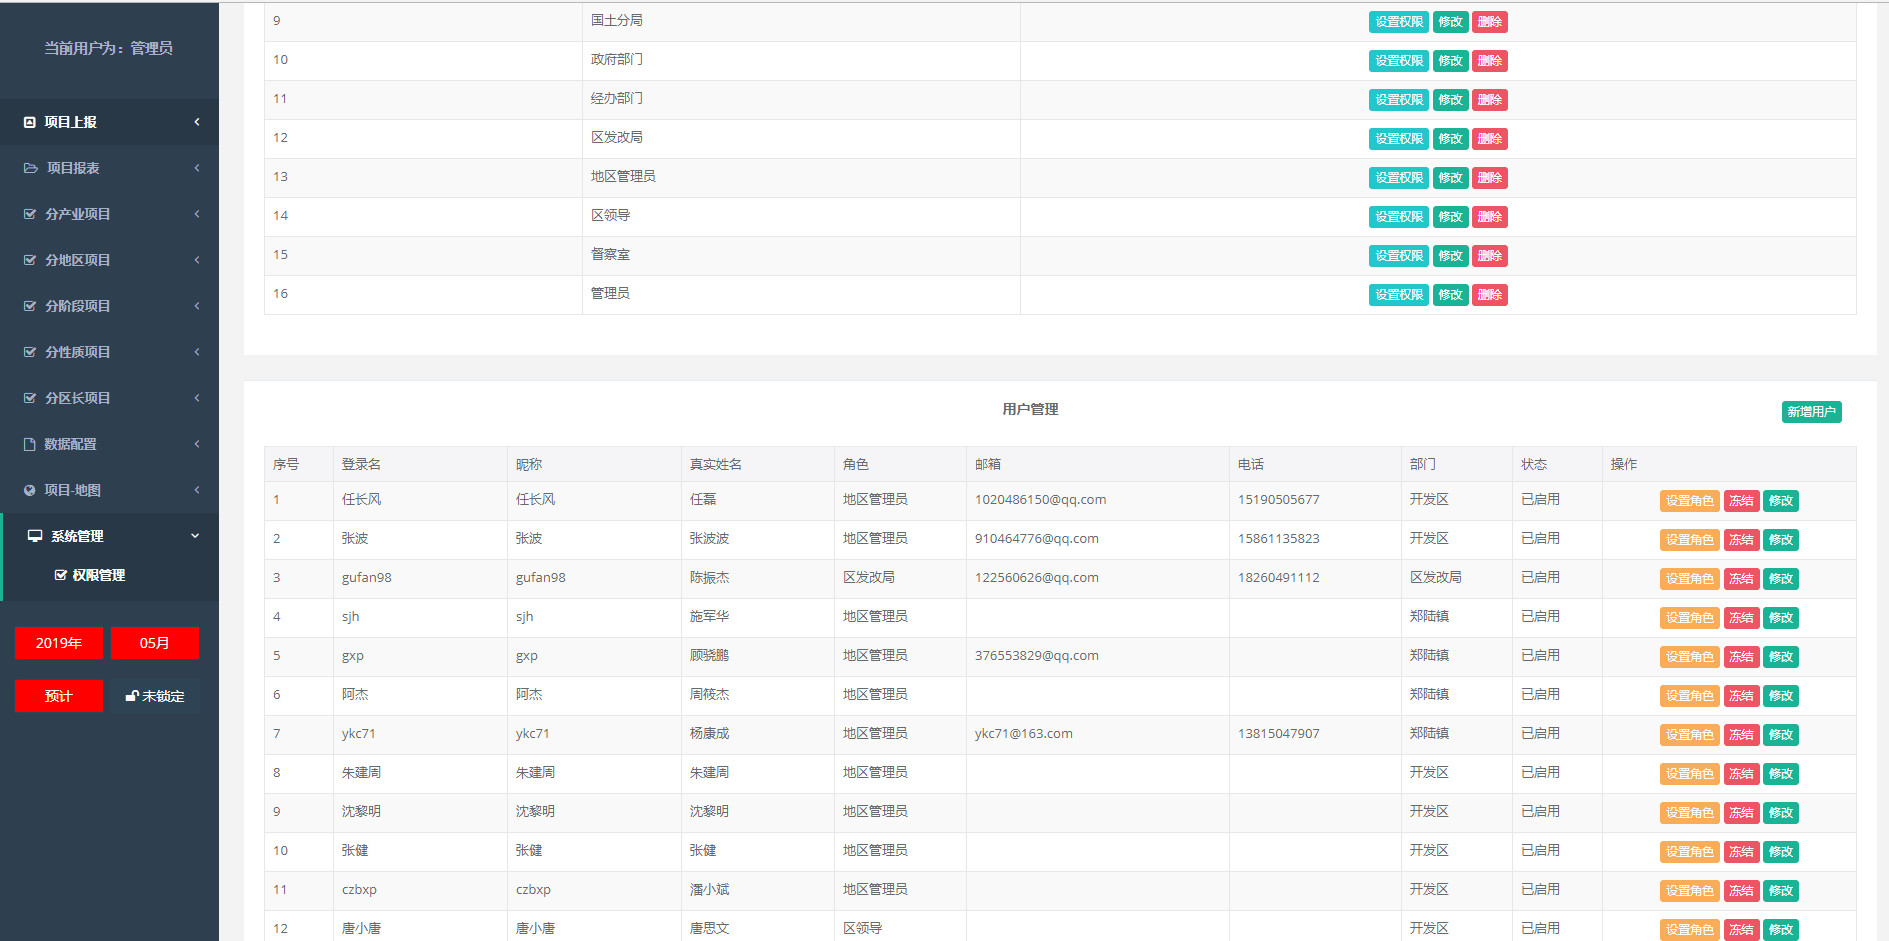 当前用户为：管理员
项目上报
项目报表
分产业项目
分地区项目
分阶段项目
分性质项目
分区长项目
数据配置
项目-地图
系统管理
权限管理
2019年 05月
预计 未锁定
9 国土分局 设置权限 修改 删除
10 政府部门 设置权限 修改 删除
11 经办部门 设置权限 修改 删除
12 区发改局 设置权限 修改 删除
13 地区管理员 设置权限 修改 删除
14 区领导 设置权限 修改 删除
15 督察室 设置权限 修改 删除
16 管理员 设置权限 修改 删除
用户管理 新增用户
序号 登录名 昵称 真实姓名 角色 邮箱 电话 部门 状态 操作
1 任长风 任长风 任磊 地区管理员 1020486150@qq.com 15190505677 开发区 已启用 设置角色 冻结 修改
2 张波 张波 张波波 地区管理员 910464776@qq.com 15861135823 开发区 已启用 设置角色 冻结 修改
3 gufan98 gufan98 陈振杰 区发改局 122560626@qq.com 18260491112 区发改局 已启用 设置角色 冻结 修改
4 sjh sjh 施军华 地区管理员 郑陆镇 已启用 设置角色 冻结 修改
5 gxp gxp 顾骁鹏 地区管理员 376553829@qq.com 郑陆镇 已启用 设置角色 冻结 修改
6 阿杰 阿杰 周筱杰 地区管理员 郑陆镇 已启用 设置角色 冻结 修改
7 ykc71 ykc71 杨康成 地区管理员 ykc71@163.com 13815047907 郑陆镇 已启用 设置角色 冻结 修改
8 朱建周 朱建周 朱建周 地区管理员 开发区 已启用 设置角色 冻结 修改
9 沈黎明 沈黎明 沈黎明 地区管理员 开发区 已启用 设置角色 冻结 修改
10 张健 张健 张健 地区管理员 开发区 已启用 设置角色 冻结 修改
11 czbxp czbxp 潘小斌 地区管理员 开发区 已启用 设置角色 冻结 修改
12 唐小唐 唐小唐 唐思文 区领导 开发区 已启用 设置角色 冻结 修改